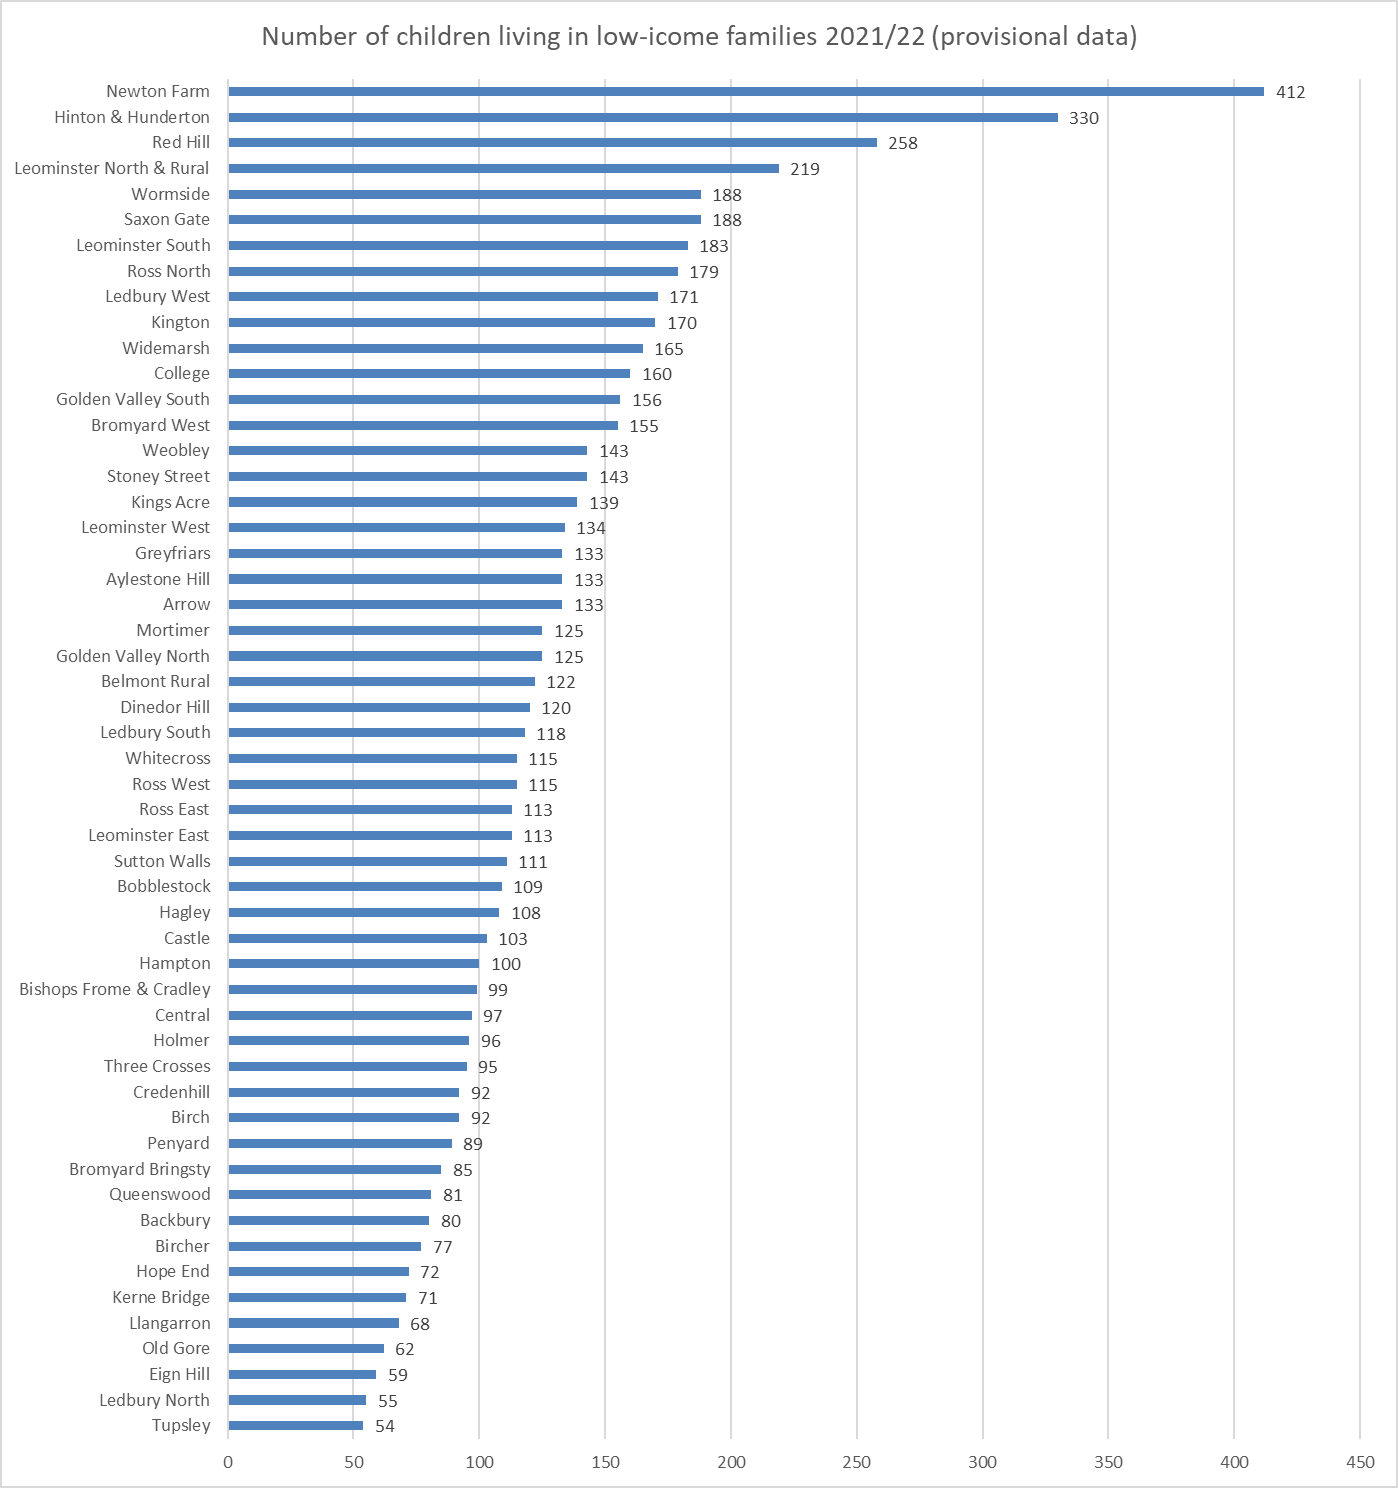 Number of children living in low-icome families 2021/22 (provisional data)
Newton Farm 412
Hinton & Hunderton 330
Red Hill 258
Leominster North & Rural 219
Wormside 188
Saxon Gate 188
Leominster South 183
Ross North 179
Ledbury West 171
Kington 170
Widemarsh 165
College 160
Golden Valley South 156
Bromyard West 155
Weobley 143
Stoney Street 143
Kings Acre 139
Leominster West 134
Greyfriars 133
Aylestone Hill 133
Arrow 133
Mortimer 125
Golden Valley North 125
Belmont Rural 122
Dinedor Hill 120
Ledbury South 118
Whitecross 115
Ross West 115
Ross East 113
Leominster East 113
Sutton Walls 111
Bobblestock 109
Hagley 108
Castle 103
Hampton 100
Bishops Frome & Cradley 99
Central 97
Holmer 96
Three Crosses 95
Credenhill 92
Birch 92
Penyard 89
Bromyard Bringsty 85
Queenswood 81
Backbury 80
Bircher 77
Hope End 72
Kerne Bridge 71
Llangarron 68
Old Gore 62
Eign Hill 59
Ledbury North 55
Tupsley 54
0 50 100 150 200 250 300 350 400 450